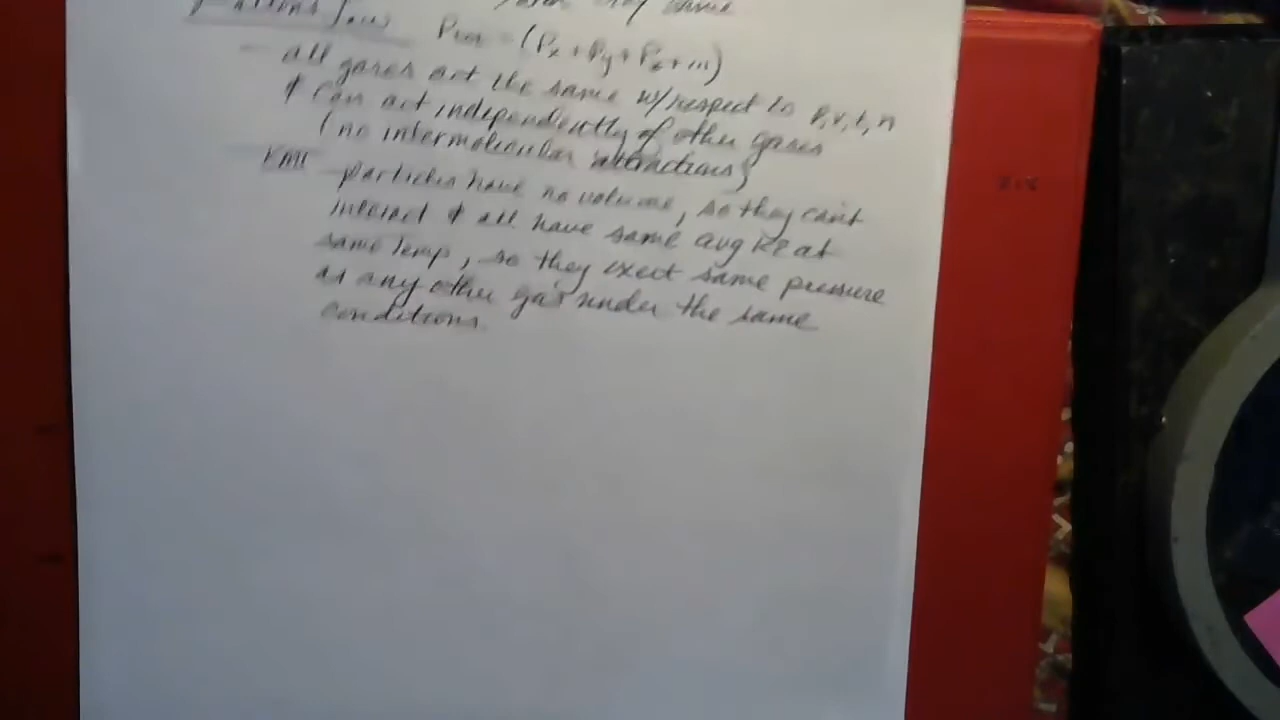 Law
Ptot = (Px + Py + Pz + ...)
- all gases act the same w/respect to P, V, t, n
& can act independently of other gases
(no intermolecular attractions)
- KMT - particles have no volume, so they can't
interact & all have same avg KE at
same temp, so they exert same pressure
as any other gas under the same
conditions.